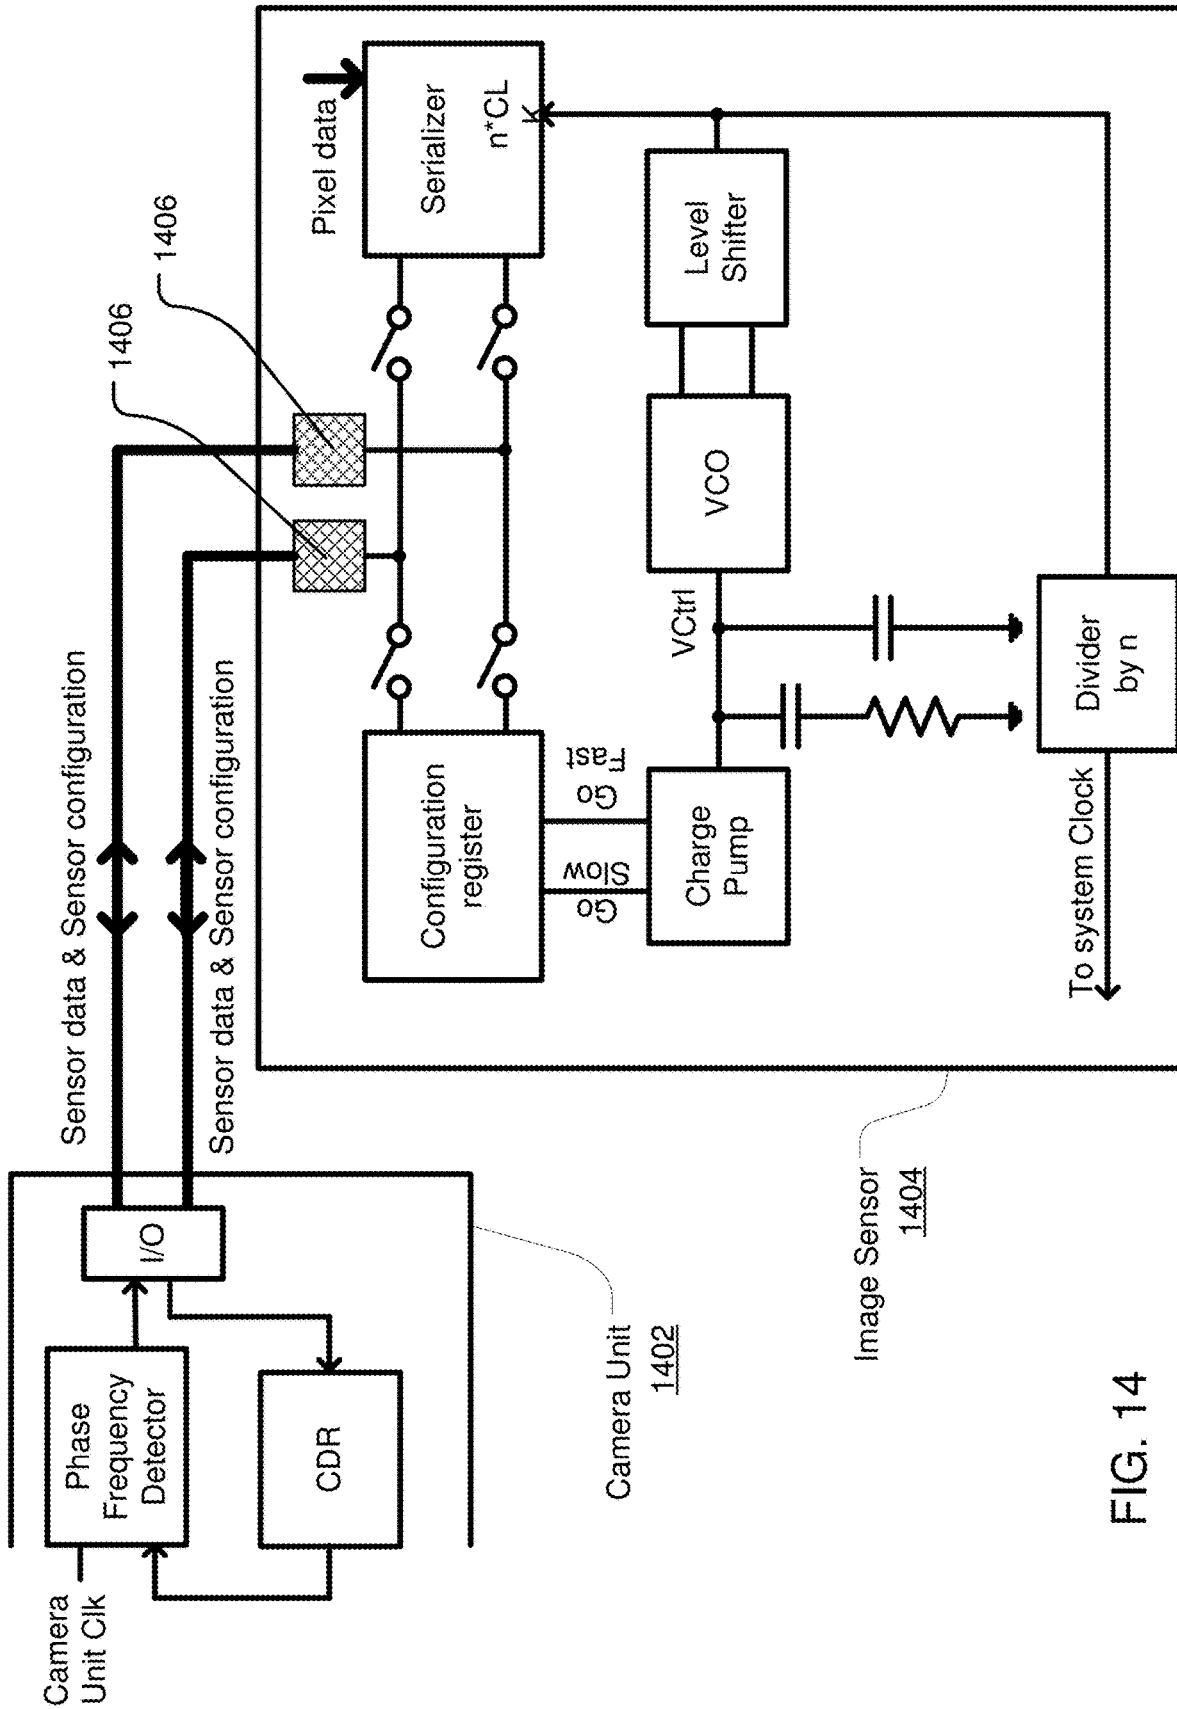 Camera
Unit Clk
Phase
Frequency
Detector
I/O
CDR
Camera Unit
1402
Sensor data & Sensor configuration
Sensor data & Sensor configuration
1406
1406
Pixel data
Serializer
n*CL
K
Configuration
register
Go Slow
Go Fast
Charge
Pump
VCtrl
VCO
Level
Shifter
Divider
by n
To system Clock
Image Sensor
1404
FIG. 14